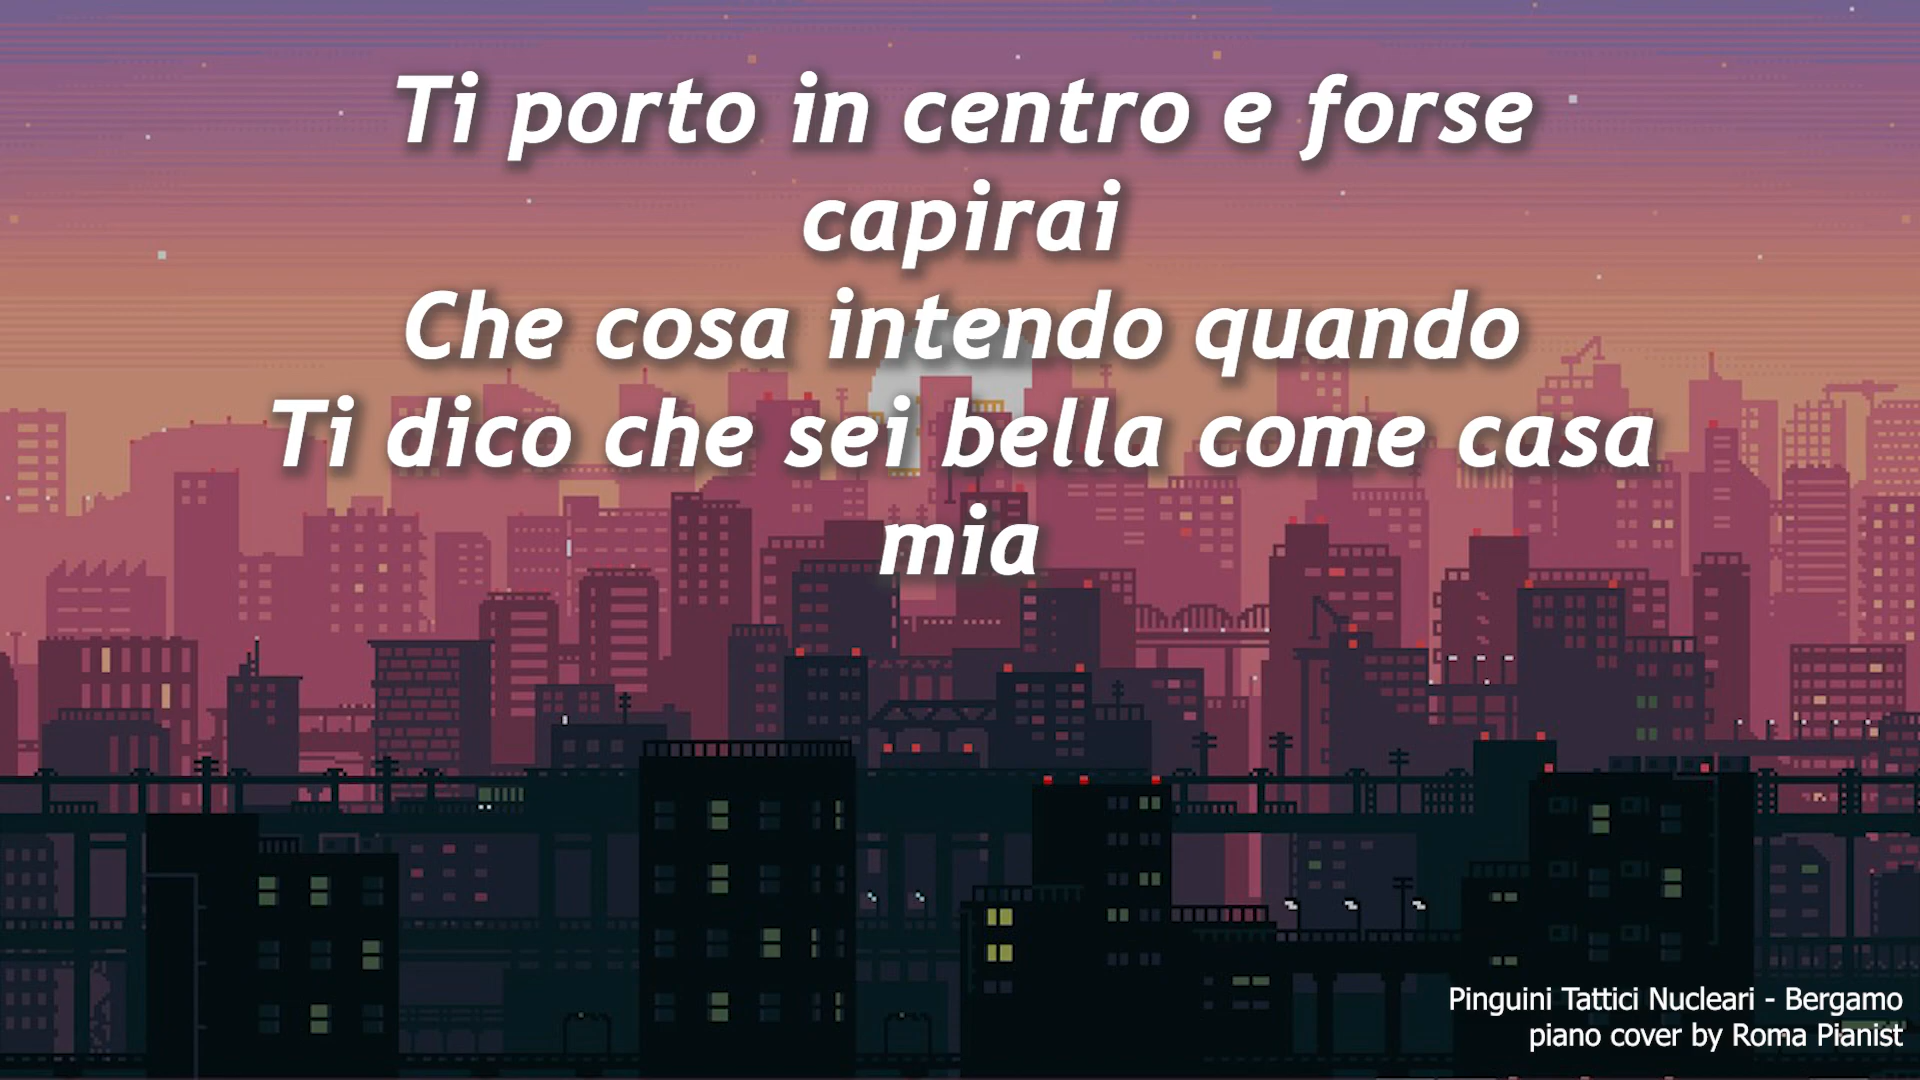 Ti porto in centro e forse
capirai
Che cosa intendo quando
Ti dico che sei bella come casa
mia
Pinguini Tattici Nucleari - Bergamo
piano cover by Roma Pianist